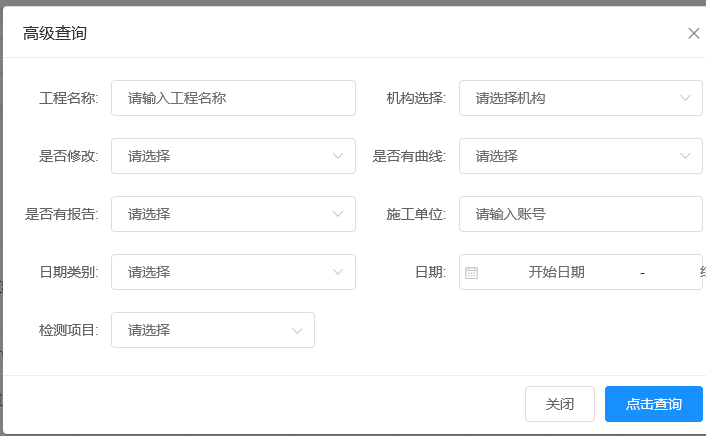 高级查询
工程名称: 请输入工程名称 机构选择: 请选择机构
是否修改: 请选择 是否有曲线: 请选择
是否有报告: 请选择 施工单位: 请输入账号
日期类别: 请选择 日期: 开始日期 -
检测项目: 请选择
关闭 点击查询